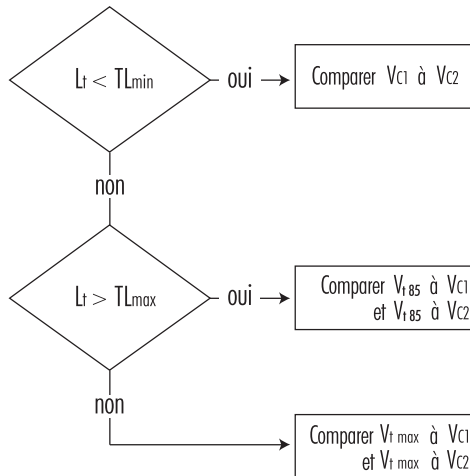 Lt < TLmin
oui
Comparer VC1 à VC2
non
Lt > TLmax
oui
Comparer Vt 85 à VC1
et Vt 85 à VC2
non
Comparer Vt max à VC1
et Vt max à VC2